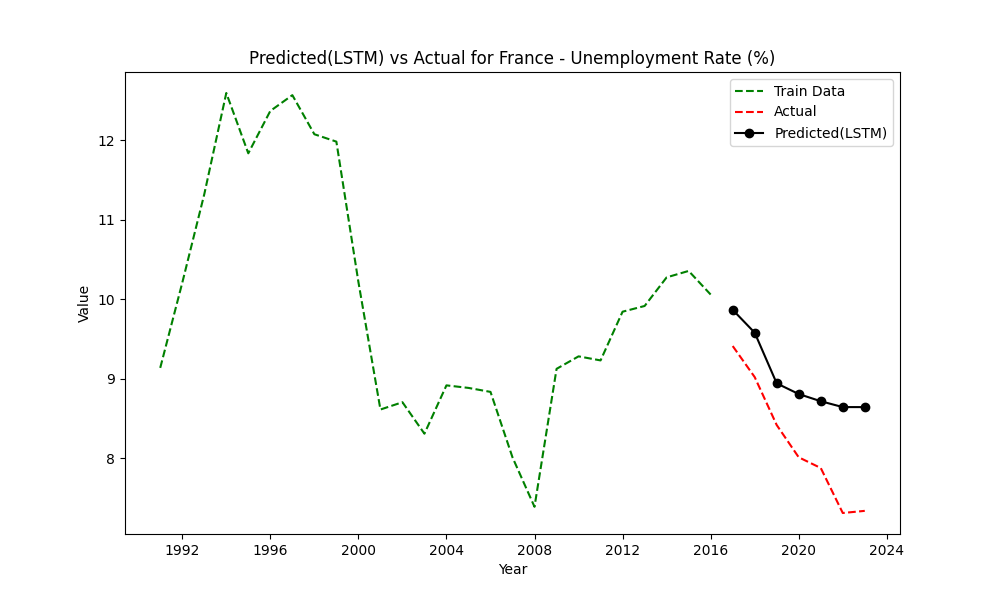 Predicted(LSTM) vs Actual for France - Unemployment Rate (%)
Train Data
Actual
Predicted(LSTM)
12
11
10
9
8
Value
1992 1996 2000 2004 2008 2012 2016 2020 2024
Year